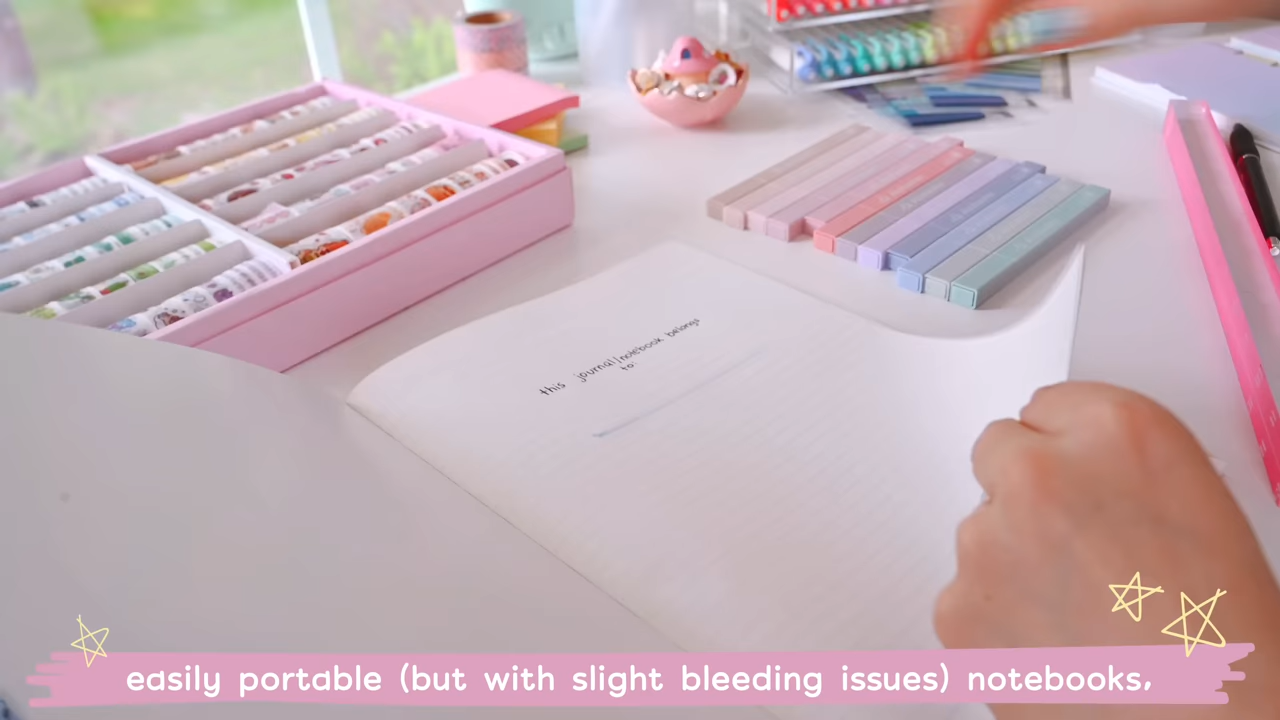 this journal/notebook belongs
to:
easily portable (but with slight bleeding issues) notebooks.